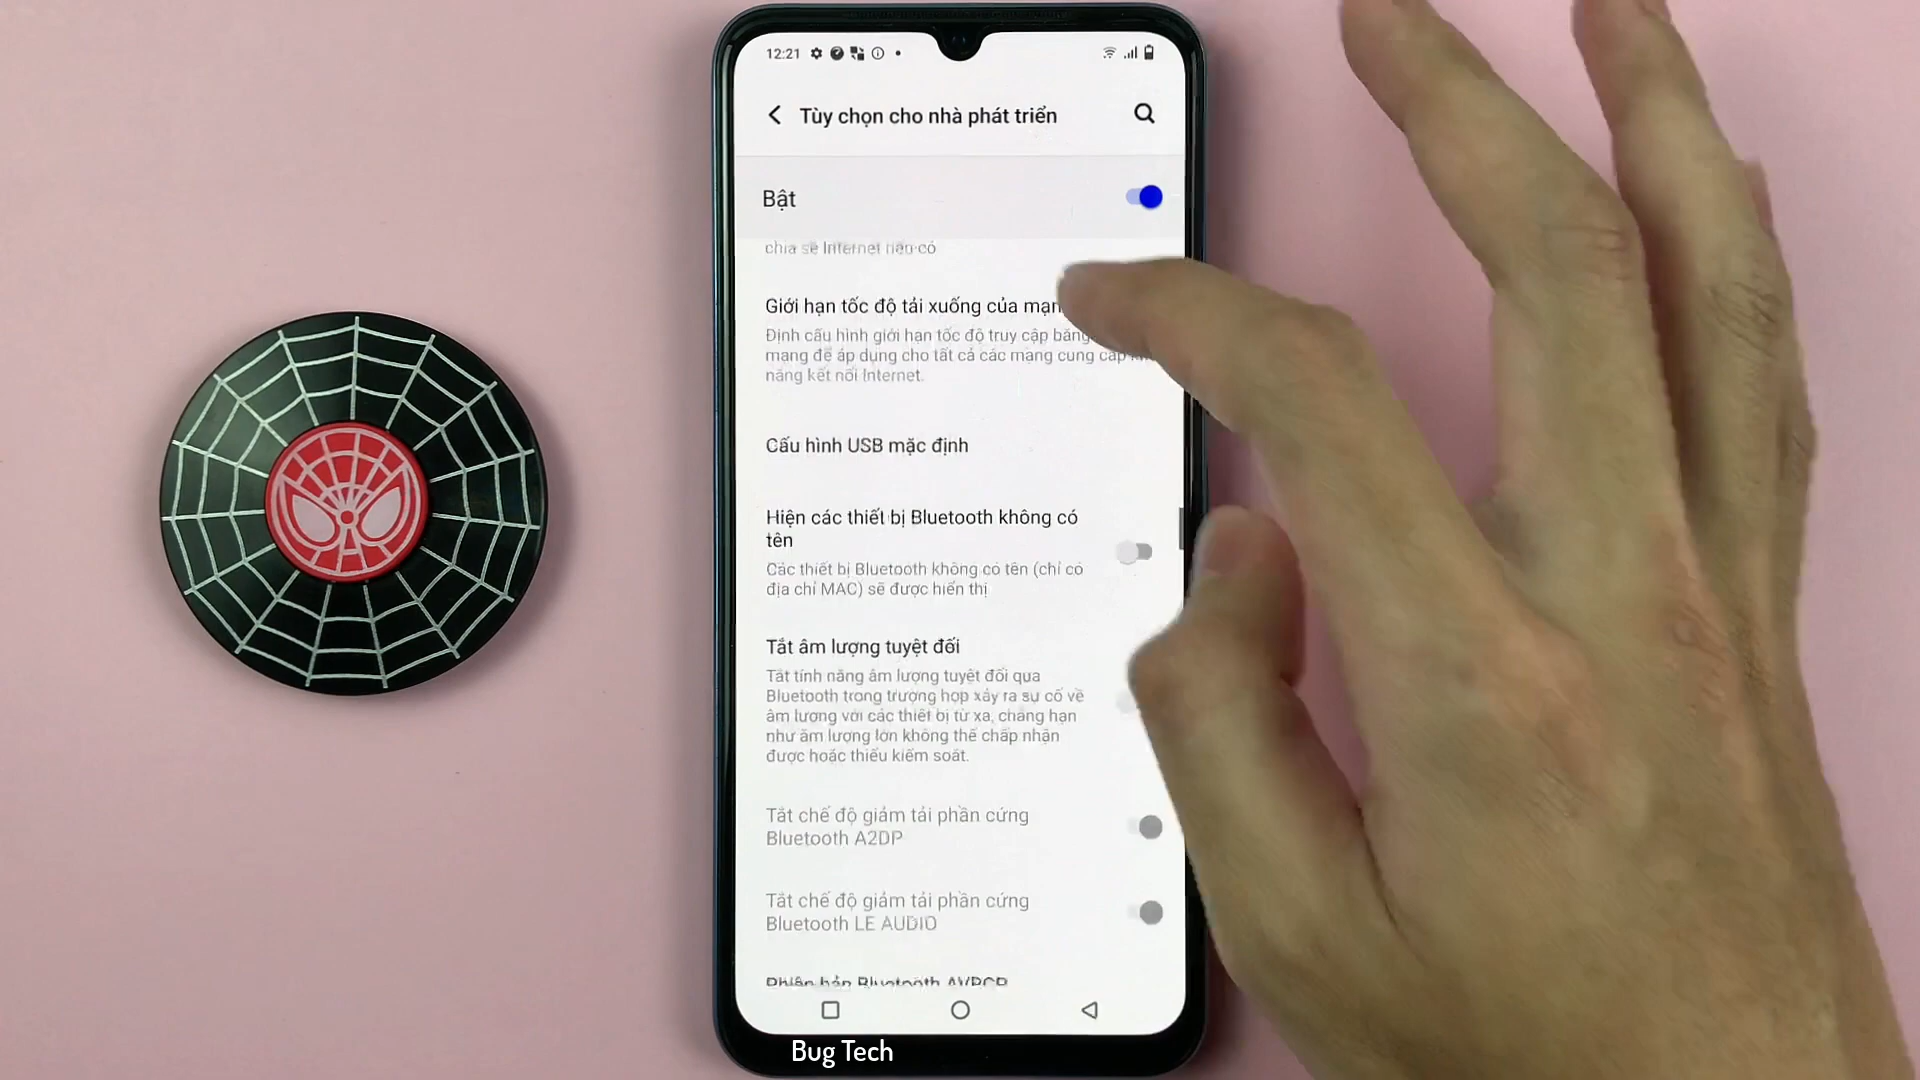 12:21
Tùy chọn cho nhà phát triển
Bật
chia sẻ Internet nếu có
Giới hạn tốc độ tải xuống của
Định cấu hình giới hạn tốc độ truy cập băng
mạng để áp dụng cho tất cả các mạng cung cấp
năng kết nối Internet.
Cấu hình USB mặc định
Hiện các thiết bị Bluetooth không có
tên
Các thiết bị Bluetooth không có tên (chỉ có
địa chỉ MAC) sẽ được hiển thị
Tắt âm lượng tuyệt đối
Tắt tính năng âm lượng tuyệt đối qua
Bluetooth trong trường hợp xảy ra sự cố về
âm lượng với các thiết bị từ xa, chẳng hạn
như âm lượng lớn không thể chấp nhận
được hoặc thiếu kiểm soát.
Tắt chế độ giảm tải phần cứng
Bluetooth A2DP
Tắt chế độ giảm tải phần cứng
Bluetooth LE AUDIO
Phiên bản Bluetooth AVRCP
Bug Tech